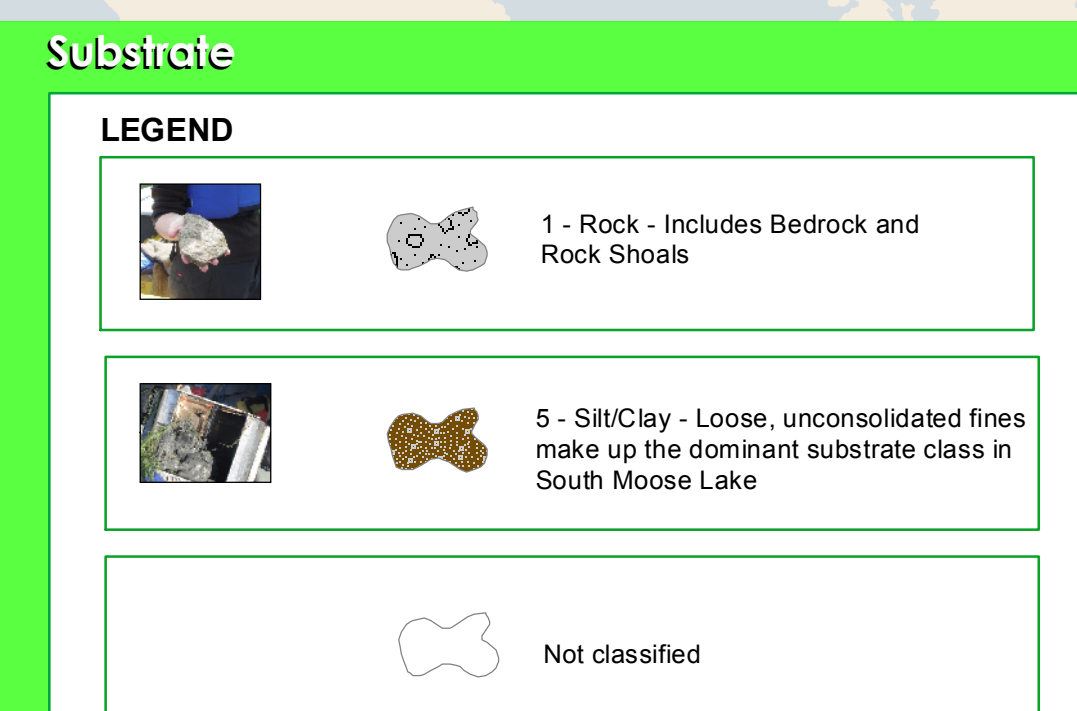 Substrate
LEGEND
1 - Rock - Includes Bedrock and
Rock Shoals
5 - Silt/Clay - Loose, unconsolidated fines
make up the dominant substrate class in
South Moose Lake
Not classified